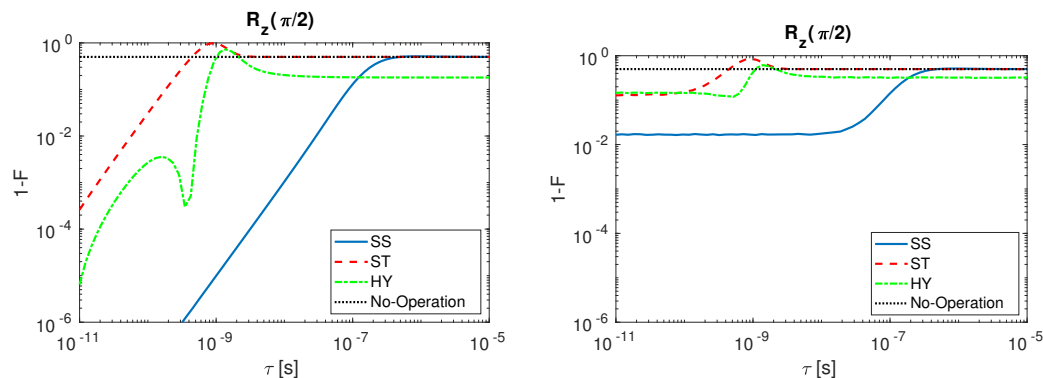 R_z(π/2)
10^0
10^-2
10^-4
10^-6
1-F
SS
ST
HY
No-Operation
10^-11
10^-9
10^-7
10^-5
τ [s]
R_z(π/2)
10^0
10^-2
10^-4
10^-6
1-F
SS
ST
HY
No-Operation
10^-11
10^-9
10^-7
10^-5
τ [s]